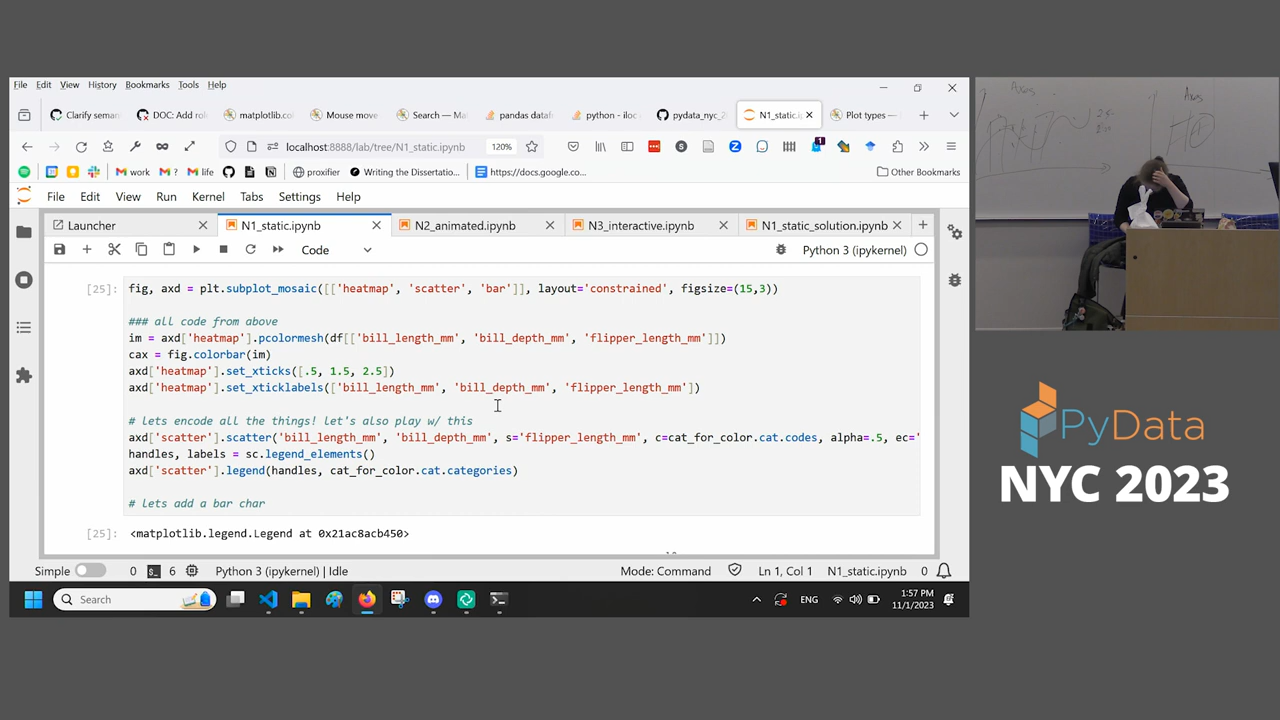 File Edit View History Bookmarks Tools Help
Clarify seman
DOC: Add rol
matplotlib.co
Mouse move
Search — Ma
pandas dataf
python - iloc
pydata_nyc_2
N1_static.i
Plot types —
localhost:8888/lab/tree/N1_static.ipynb
120%
1
work
?
life
proxifier
Writing the Dissertatio...
https://docs.google.co...
Other Bookmarks
File Edit View Run Kernel Tabs Settings Help
Launcher
N1_static.ipynb
N2_animated.ipynb
N3_interactive.ipynb
N1_static_solution.ipynb
Code
Python 3 (ipykernel)
[25]:
fig, axd = plt.subplot_mosaic([['heatmap', 'scatter', 'bar']], layout='constrained', figsize=(15,3))
### all code from above
im = axd['heatmap'].pcolormesh(df[['bill_length_mm', 'bill_depth_mm', 'flipper_length_mm']])
cax = fig.colorbar(im)
axd['heatmap'].set_xticks([.5, 1.5, 2.5])
axd['heatmap'].set_xticklabels(['bill_length_mm', 'bill_depth_mm', 'flipper_length_mm'])
# lets encode all the things! let's also play w/ this
axd['scatter'].scatter('bill_length_mm', 'bill_depth_mm', s='flipper_length_mm', c=cat_for_color.cat.codes, alpha=.5, ec='
handles, labels = sc.legend_elements()
axd['scatter'].legend(handles, cat_for_color.cat.categories)
# lets add a bar char
[25]:
<matplotlib.legend.Legend at 0x21ac8acb450>
Simple
0
6
Python 3 (ipykernel) | Idle
Mode: Command
Ln 1, Col 1
N1_static.ipynb
0
Search
ENG
1:57 PM
11/1/2023
Axes
Axes
PyData
NYC 2023